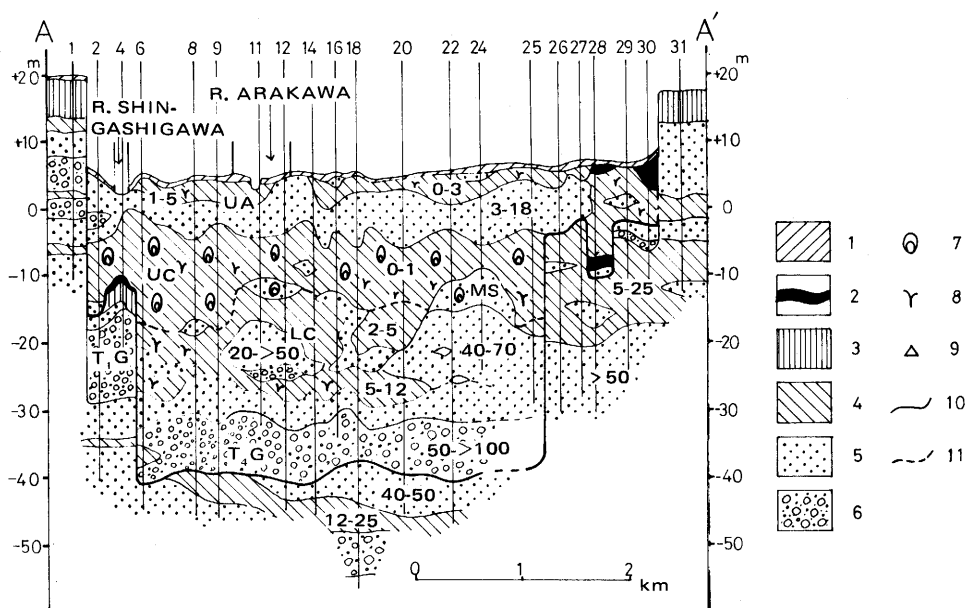 A A′
1 2 4 6 8 9 11 12 14 16 18 20 22 24 25 26 27 28 29 30 31
+20 m +20 m
R. SHIN-
GASHIGAWA
R. ARAKAWA
+10 +10
0 0
-10 -10
-20 -20
-30 -30
-40 -40
-50 -50
1-5 UA 0-3
3-18
UC 0-1
MS 5-25
LC 2-5
T G 20->50 40-70
5-12 >50
T₄G 50->100
40-50
12-25
0 1 2
km
1 7
2 8
3 9
4 10
5 11
6